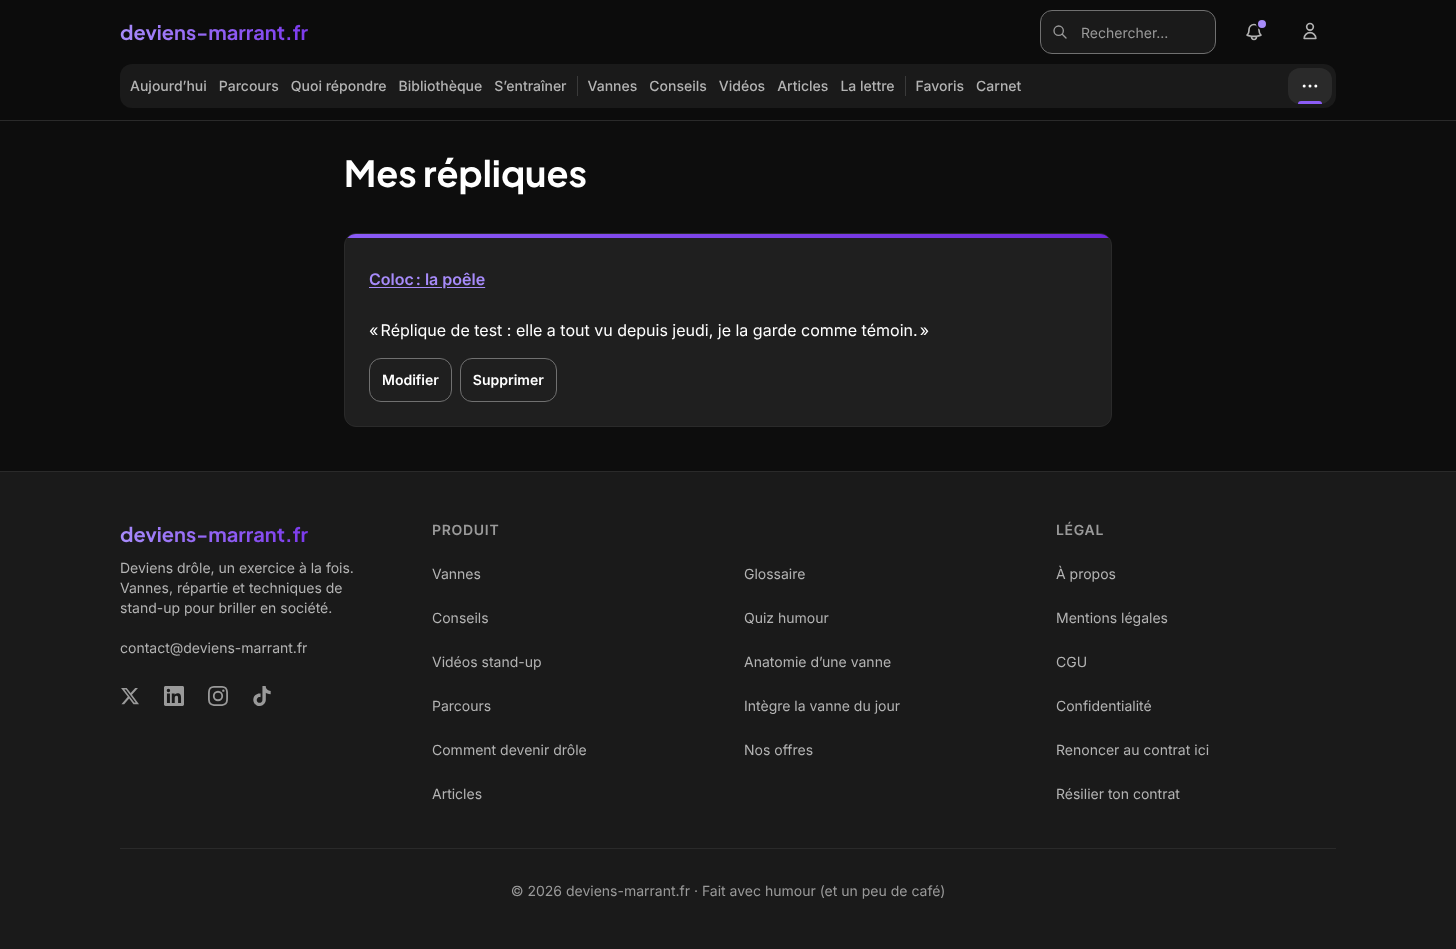 deviens-marrant.fr
Rechercher...
Aujourd’hui Parcours Quoi répondre Bibliothèque S’entraîner Vannes Conseils Vidéos Articles La lettre Favoris Carnet
Mes répliques
Coloc : la poêle
« Réplique de test : elle a tout vu depuis jeudi, je la garde comme témoin. »
Modifier Supprimer
deviens-marrant.fr
Deviens drôle, un exercice à la fois.
Vannes, répartie et techniques de
stand-up pour briller en société.
contact@deviens-marrant.fr
PRODUIT
Vannes
Conseils
Vidéos stand-up
Parcours
Comment devenir drôle
Articles
Glossaire
Quiz humour
Anatomie d’une vanne
Intègre la vanne du jour
Nos offres
LÉGAL
À propos
Mentions légales
CGU
Confidentialité
Renoncer au contrat ici
Résilier ton contrat
© 2026 deviens-marrant.fr · Fait avec humour (et un peu de café)